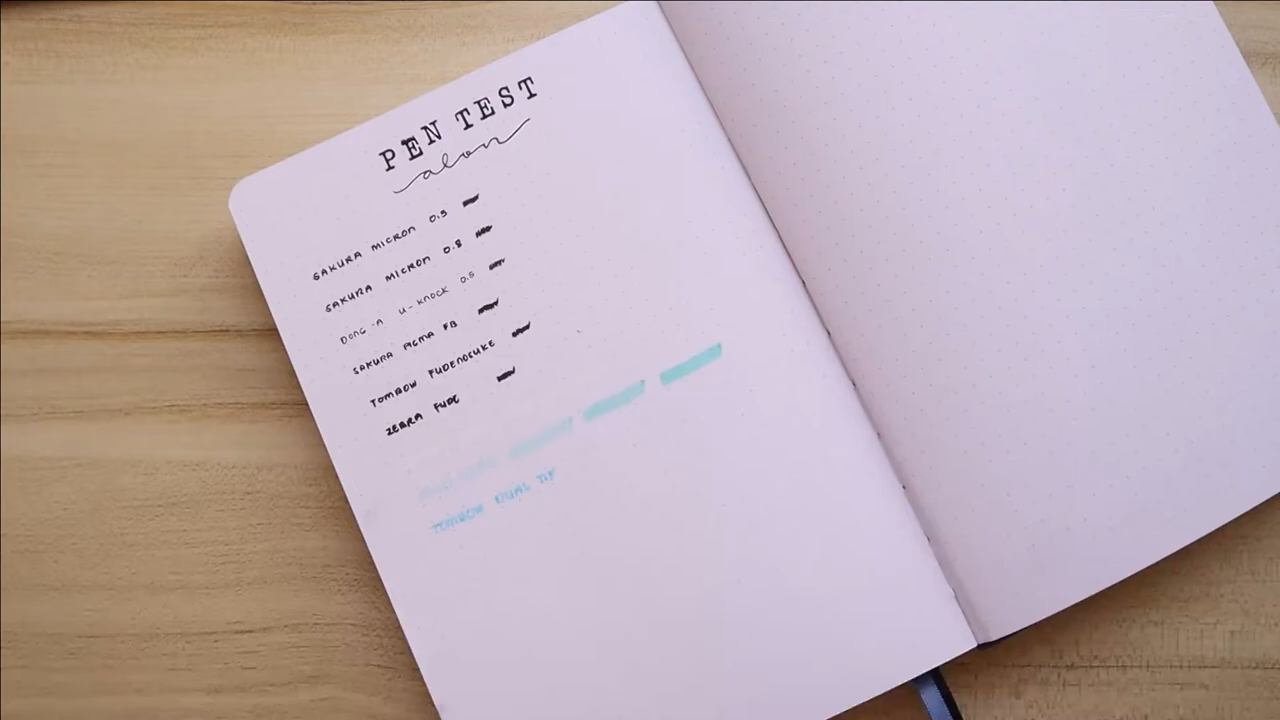 PEN TEST
alon
SAKURA MICRON 0.5
SAKURA MICRON 0.8
DONG-A U-KNOCK 0.5
SAKURA PIGMA FB
TOMBOW FUDENOSUKE
ZEBRA FUDE
TOMBOW DUAL TIP